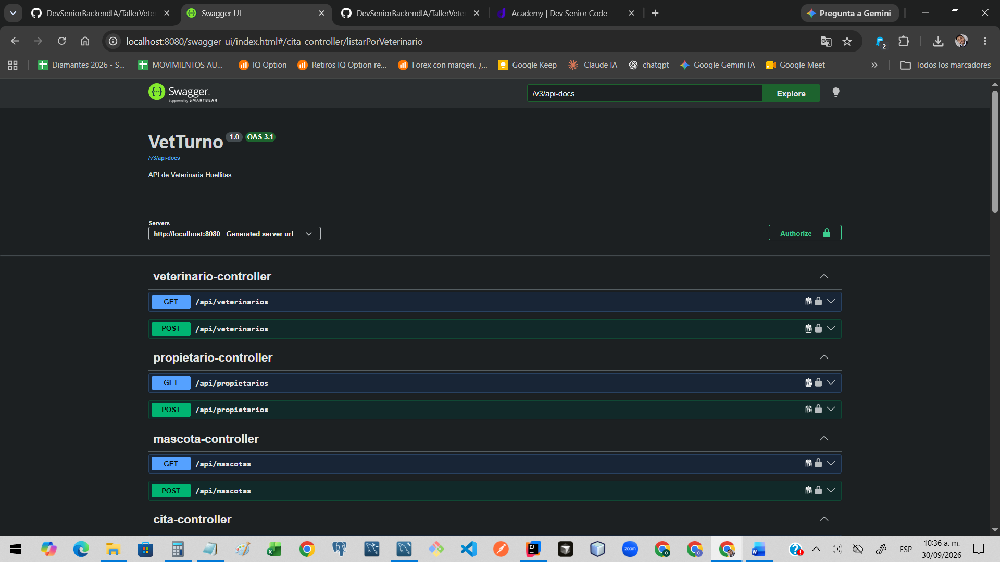 DevSeniorBackendIA/TallerVeter
Swagger UI
DevSeniorBackendIA/TallerVete
Academy | Dev Senior Code
Pregunta a Gemini
localhost:8080/swagger-ui/index.html#/cita-controller/listarPorVeterinario
2
Diamantes 2026 - S...
MOVIMIENTOS AU...
IQ Option
Retiros IQ Option re...
Forex con margen. ¿...
Google Keep
Claude IA
chatgpt
Google Gemini IA
Google Meet
Todos los marcadores
Swagger
Supported by SMARTBEAR
/v3/api-docs
Explore
VetTurno 1.0 OAS 3.1
/v3/api-docs
API de Veterinaria Huellitas
Servers
http://localhost:8080 - Generated server url
Authorize
veterinario-controller
GET /api/veterinarios
POST /api/veterinarios
propietario-controller
GET /api/propietarios
POST /api/propietarios
mascota-controller
GET /api/mascotas
POST /api/mascotas
cita-controller
zoom
ESP
10:36 a. m.
30/09/2026